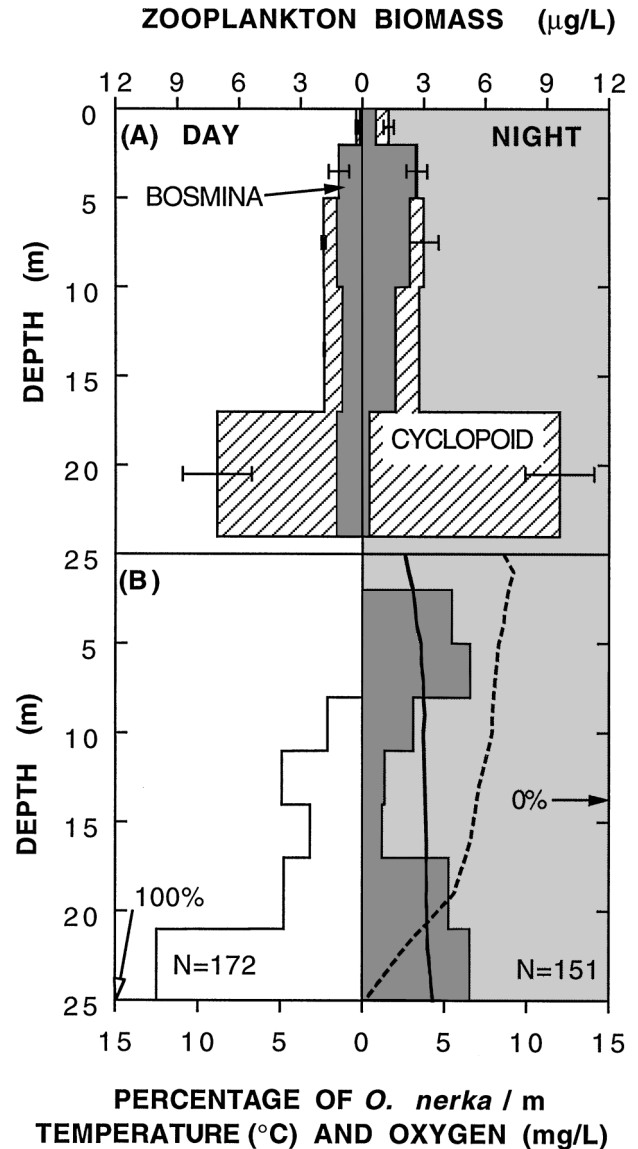 ZOOPLANKTON BIOMASS (µg/L)
12 9 6 3 0 3 6 9 12
0
(A) DAY NIGHT
BOSMINA
5
10
DEPTH (m)
15
CYCLOPOID
20
25
(B)
5
10
DEPTH (m)
0%
15
100%
20
N=172 N=151
25
15 10 5 0 5 10 15
PERCENTAGE OF O. nerka / m
TEMPERATURE (°C) AND OXYGEN (mg/L)